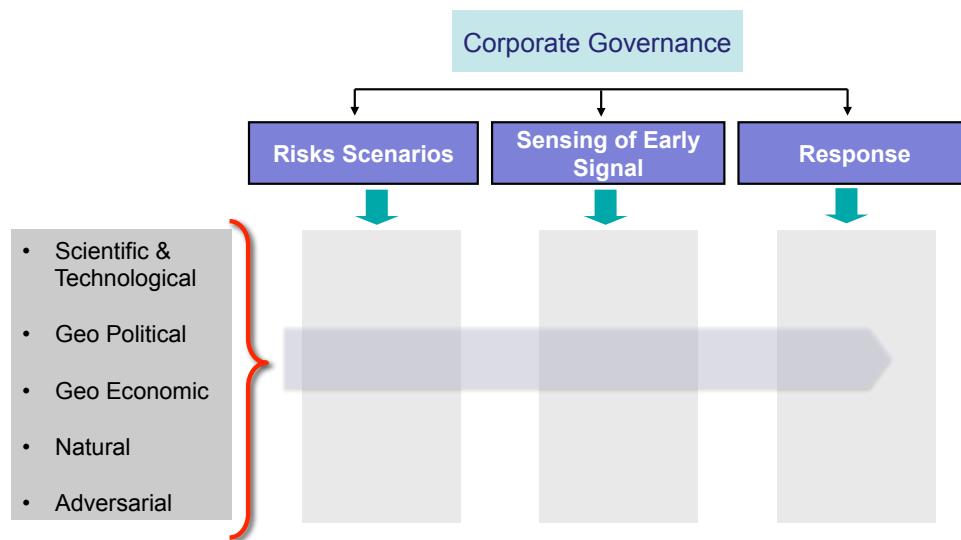 Corporate Governance
Risks Scenarios
Sensing of Early
Signal
Response
• Scientific &
Technological
• Geo Political
• Geo Economic
• Natural
• Adversarial